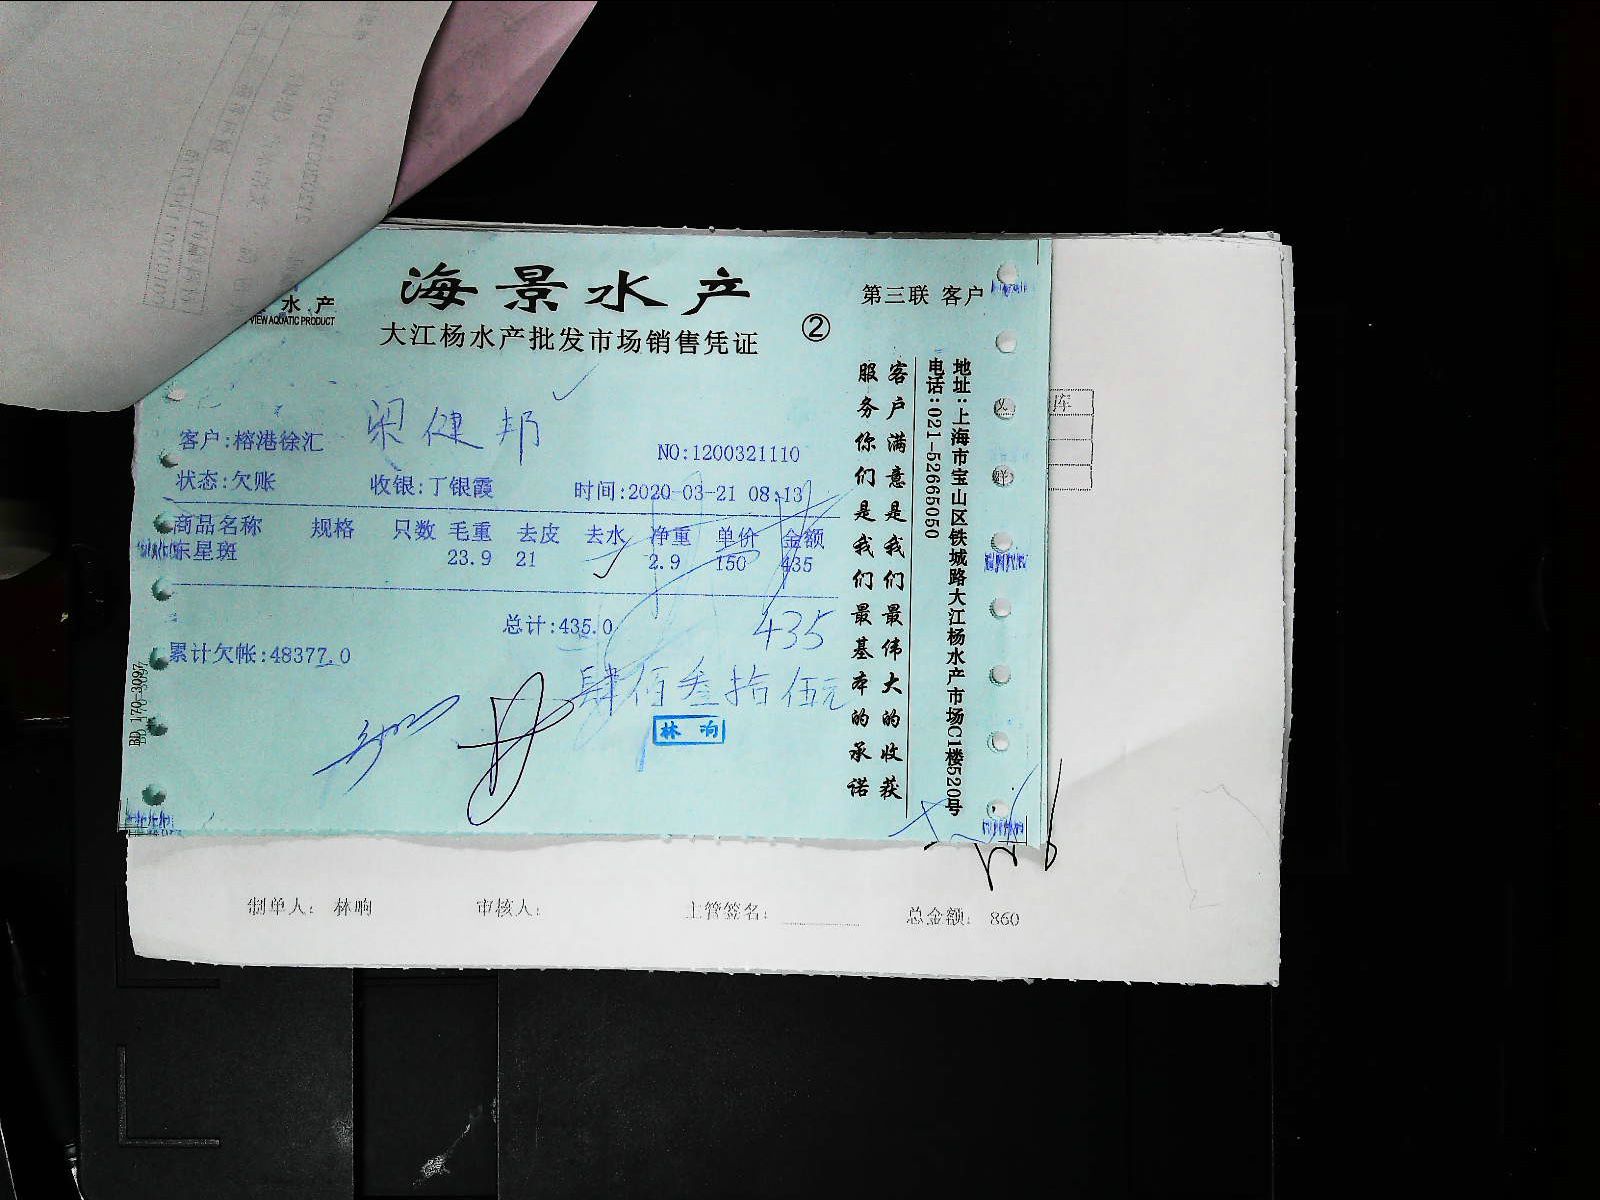 海景水产
第三联 客户
水产
VIEW AQUATIC PRODUCT
大江杨水产批发市场销售凭证
②
客户:榕港徐汇 梁健邦
NO:1200321110
状态:欠账 收银:丁银霞 时间:2020-03-21 08:13
商品名称 规格 只数 毛重 去皮 去水 净重 单价 金额
东星斑 23.9 21 2.9 150 435
总计:435.0
435
累计欠帐:48377.0
肆佰叁拾伍元
林响
BD 170-3097
客户满意是我们最伟大的收获
服务你们是我们最基本的承诺
地址:上海市宝山区铁城路大江杨水产市场C1楼520号
电话:021-52665050
库
制单人: 林响 审核人: 主管签名: 总金额: 860